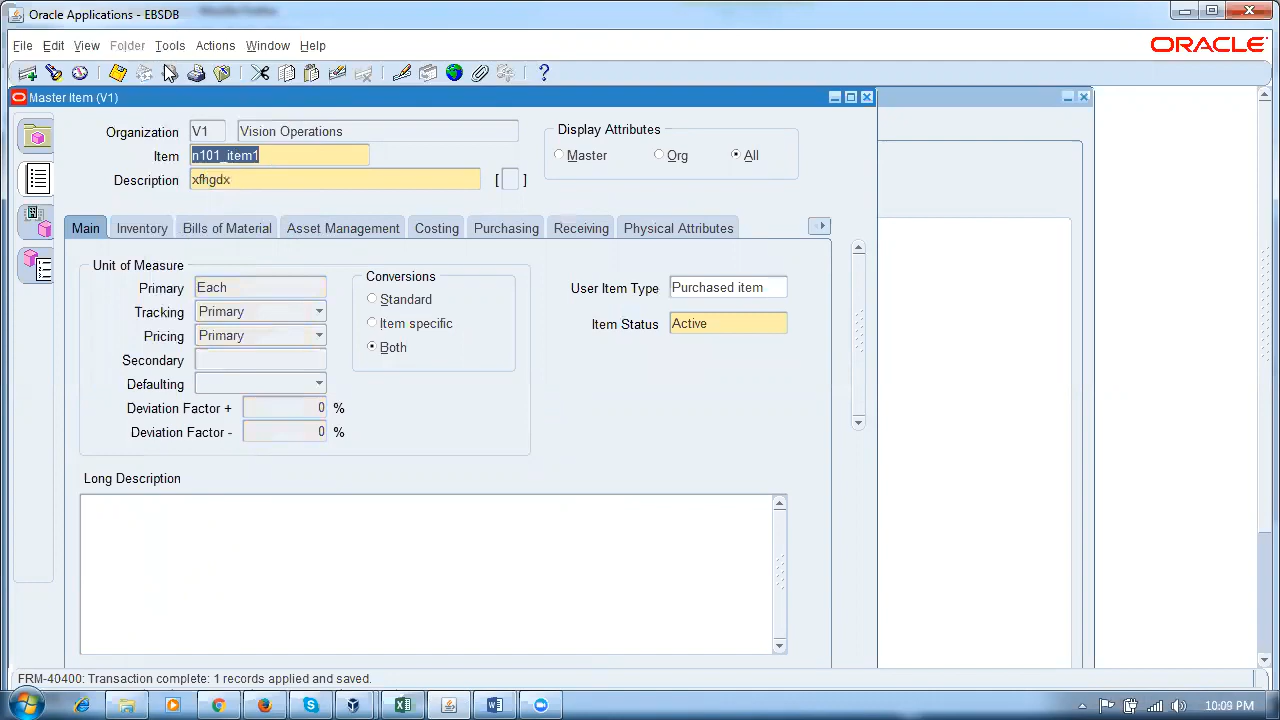 Oracle Applications - EBSDB
File Edit View Folder Tools Actions Window Help
ORACLE
Master Item (V1)
Organization V1 Vision Operations
Item n101_item1
Description xfhgdx [ ]
Display Attributes
Master Org All
Main Inventory Bills of Material Asset Management Costing Purchasing Receiving Physical Attributes
Unit of Measure
Primary Each
Tracking Primary
Pricing Primary
Secondary
Defaulting
Deviation Factor + 0 %
Deviation Factor - 0 %
Conversions
Standard
Item specific
Both
User Item Type Purchased item
Item Status Active
Long Description
FRM-40400: Transaction complete: 1 records applied and saved.
10:09 PM